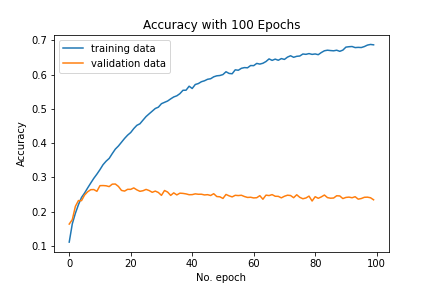 Accuracy with 100 Epochs
training data
validation data
0.7
0.6
0.5
0.4
0.3
0.2
0.1
Accuracy
0 20 40 60 80 100
No. epoch